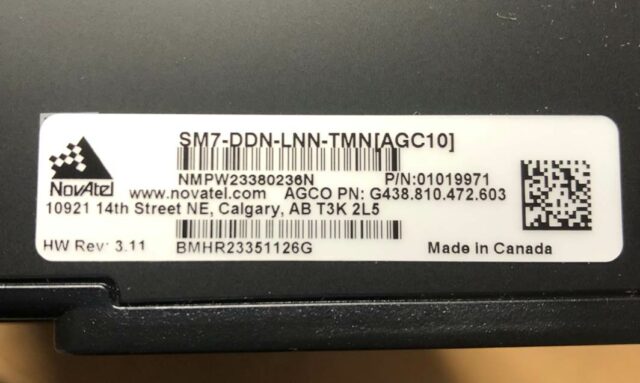 SM7-DDN-LNN-TMN[AGC10]
NMPW23380236N P/N:01019971
NovAtel www.novatel.com AGCO PN: G438.810.472.603
10921 14th Street NE, Calgary, AB T3K 2L5
HW Rev: 3.11 BMHR23351126G Made in Canada